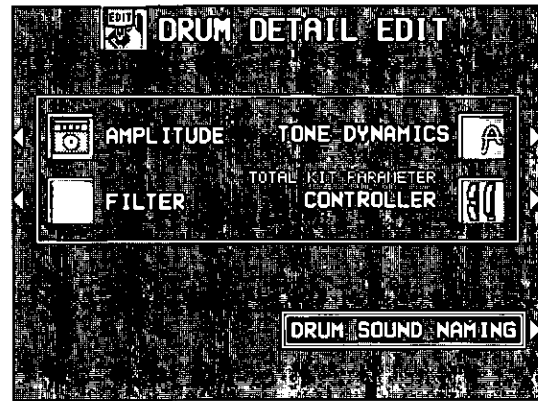 EDIT
DRUM DETAIL EDIT
AMPLITUDE
TONE DYNAMICS
TOTAL KIT PARAMETER
FILTER
CONTROLLER
DRUM SOUND NAMING